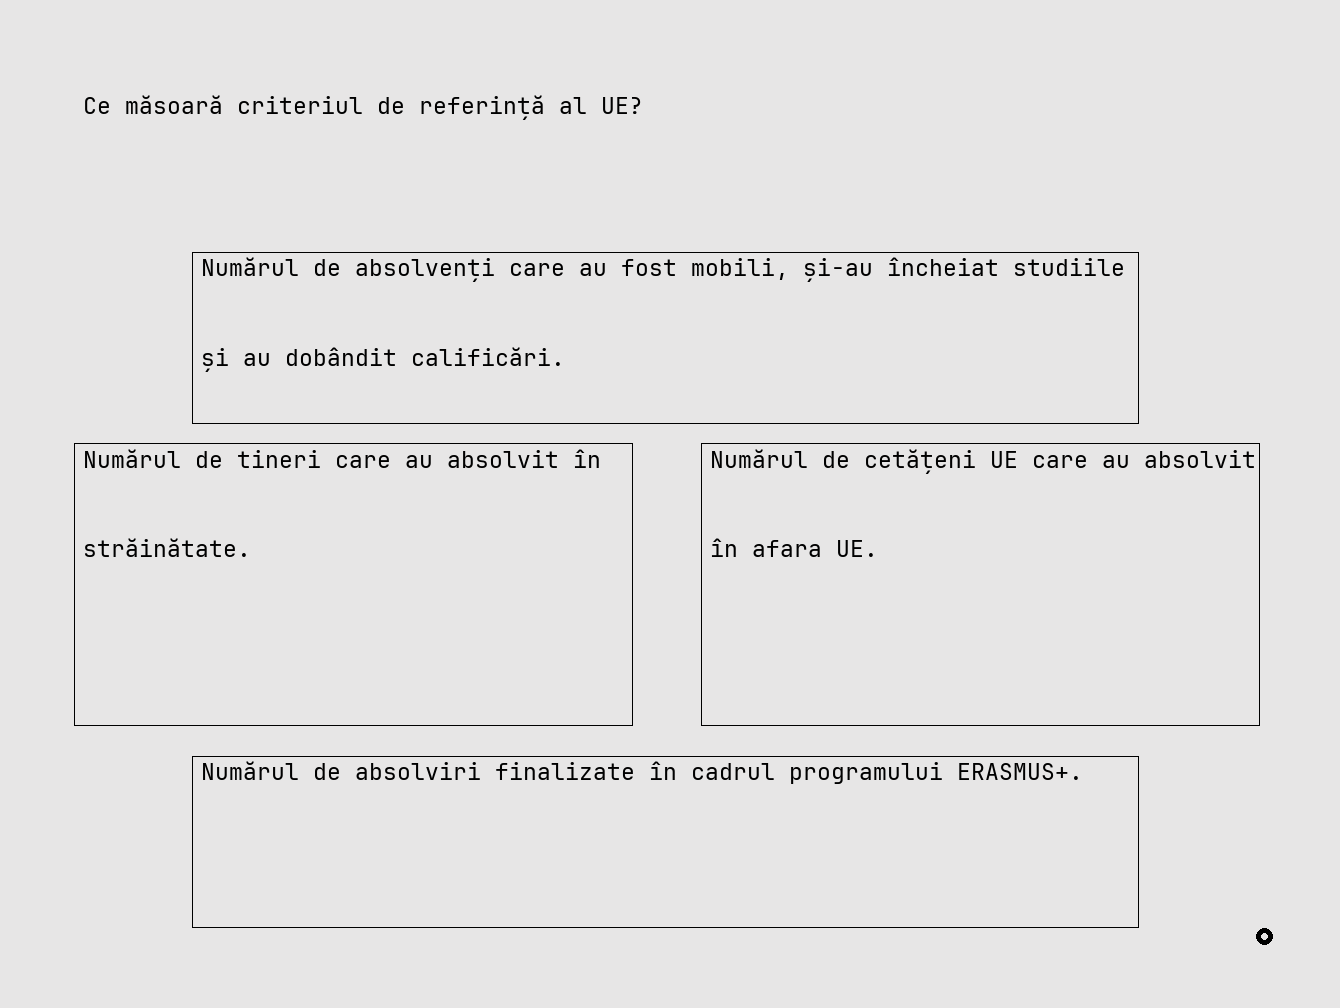 Ce măsoară criteriul de referință al UE?
Numărul de absolvenți care au fost mobili, și-au încheiat studiile
și au dobândit calificări.
Numărul de tineri care au absolvit în
străinătate.
Numărul de cetățeni UE care au absolvit
în afara UE.
Numărul de absolviri finalizate în cadrul programului ERASMUS+.